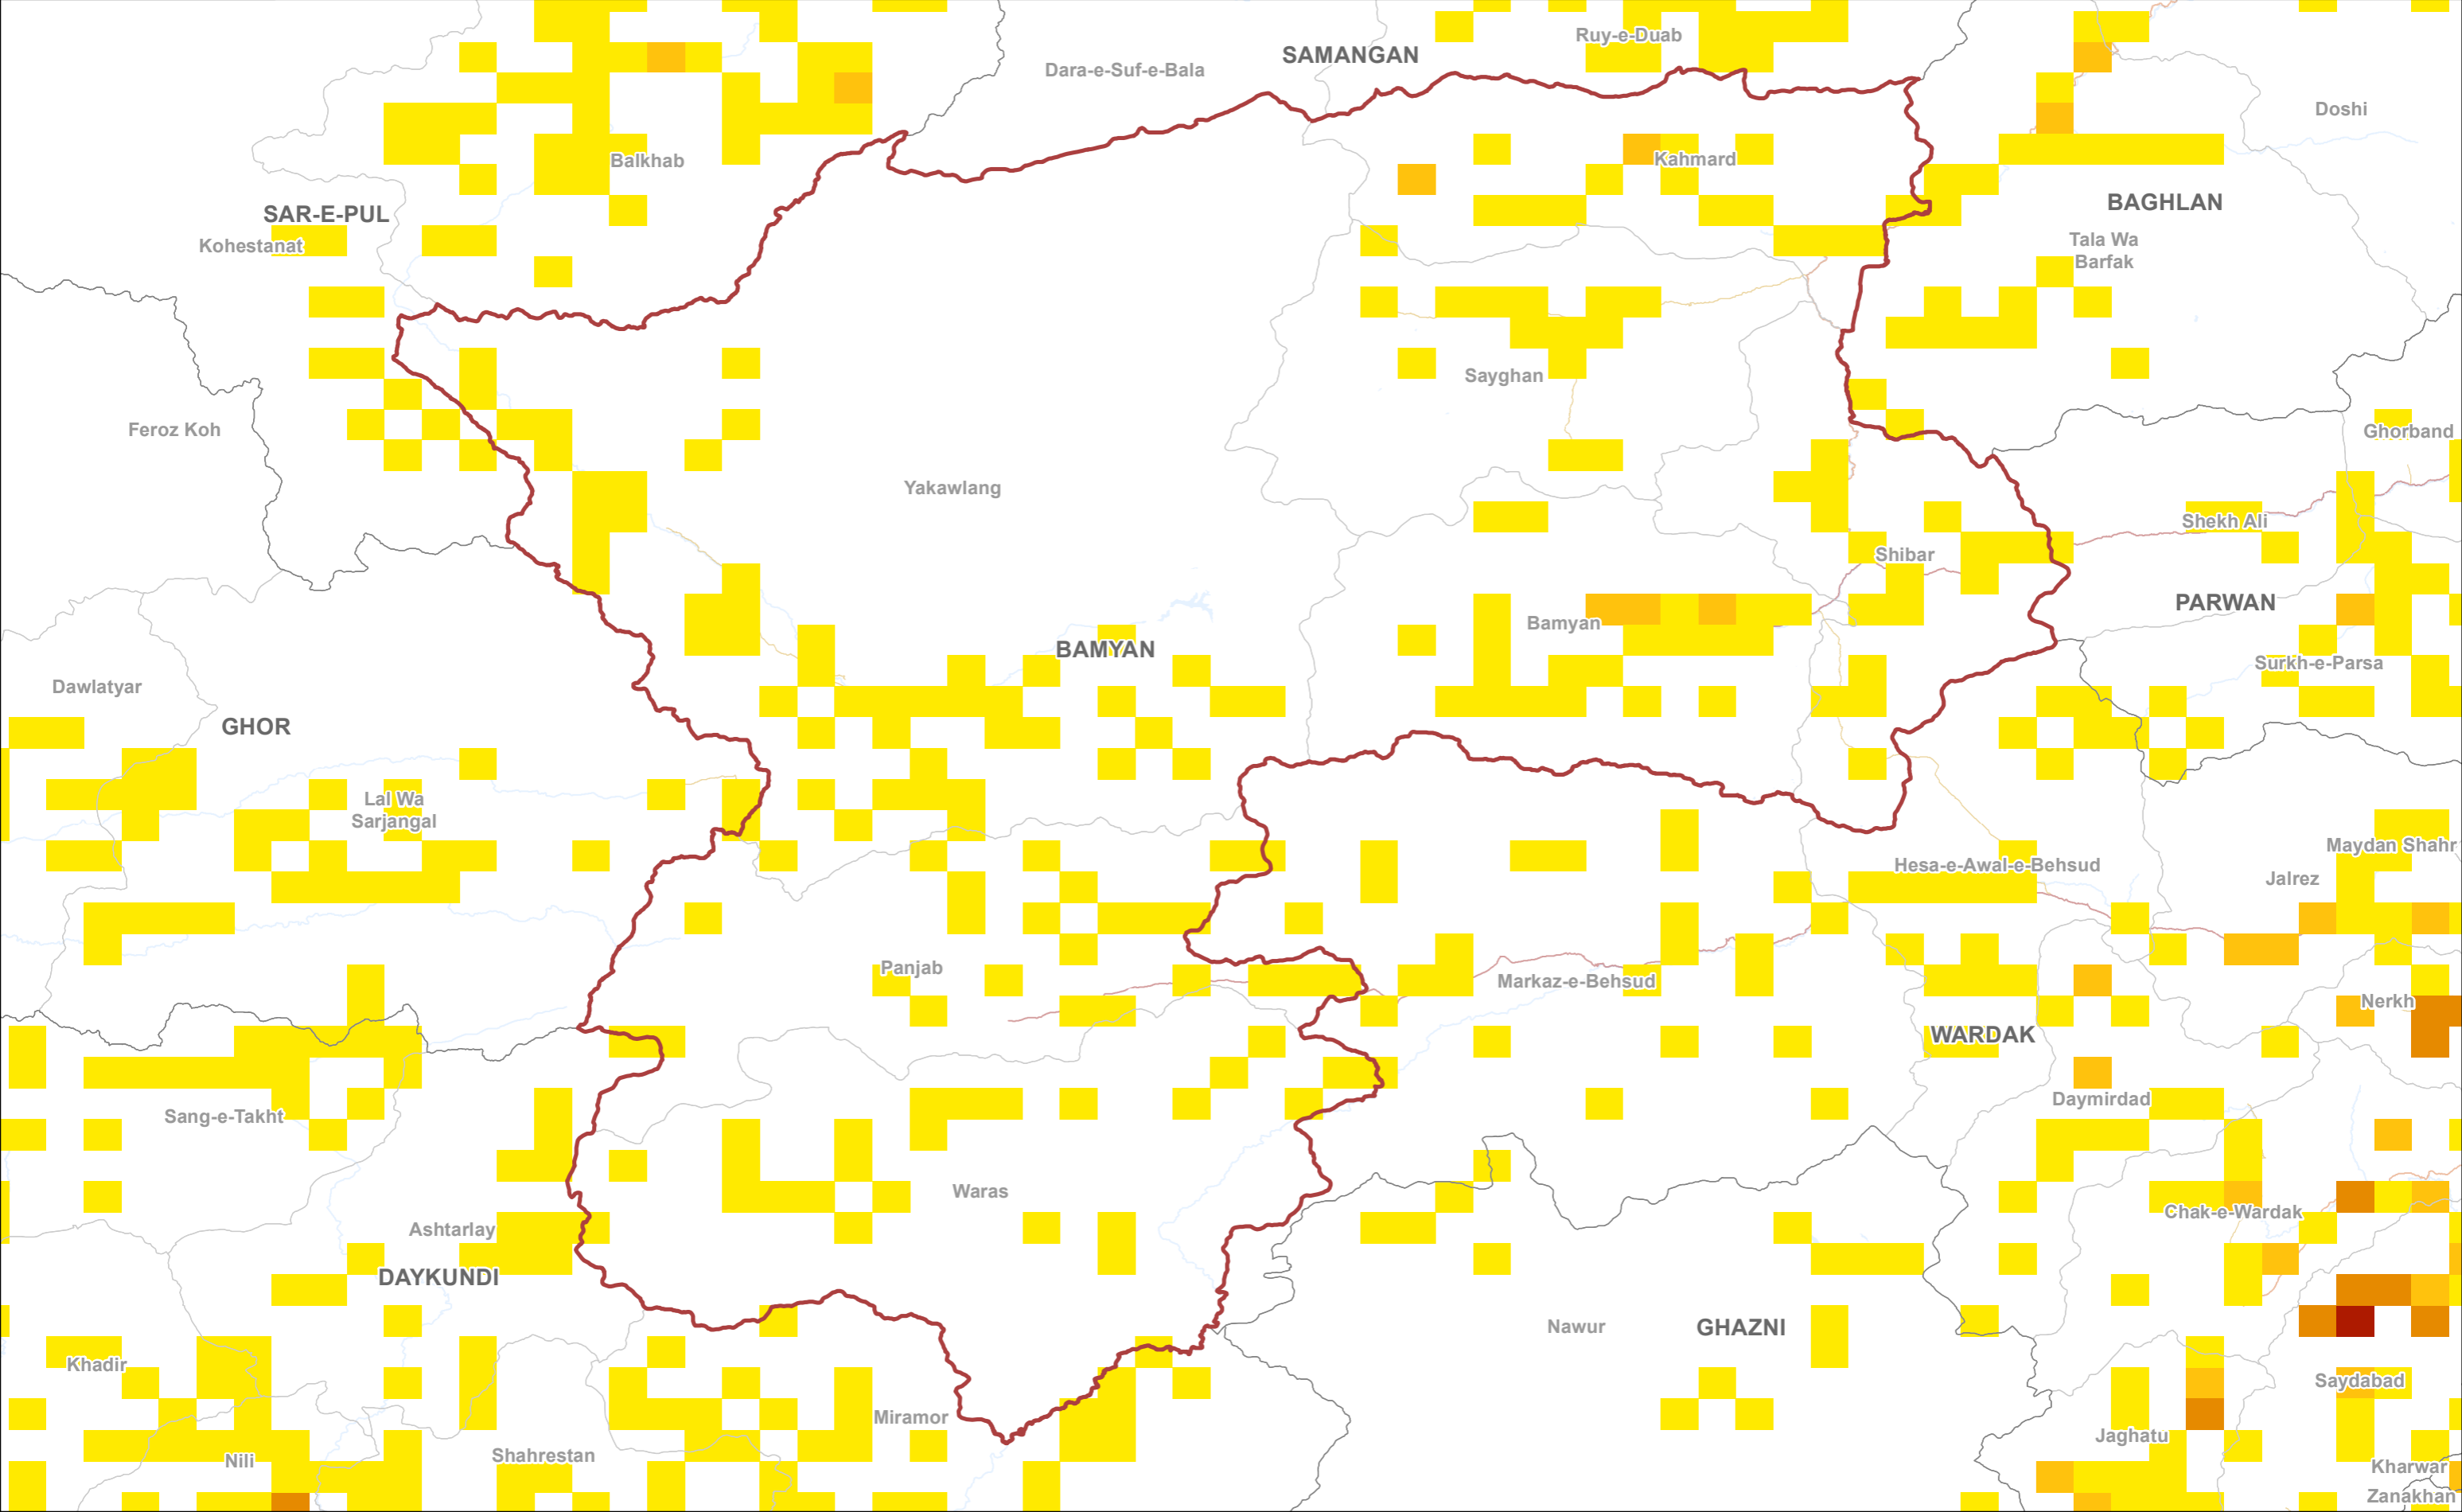 Ruy-e-Duab
SAMANGAN
Dara-e-Suf-e-Bala
Doshi
Kahmard
Balkhab
BAGHLAN
SAR-E-PUL
Kohestanat
Tala Wa
Barfak
Sayghan
Feroz Koh
Ghorband
Yakawlang
Shekh Ali
Shibar
PARWAN
Bamyan
BAMYAN
Surkh-e-Parsa
Dawlatyar
GHOR
Lal Wa
Sarjangal
Maydan Shahr
Hesa-e-Awal-e-Behsud
Jalrez
Panjab
Markaz-e-Behsud
Nerkh
WARDAK
Daymirdad
Sang-e-Takht
Waras
Chak-e-Wardak
Ashtarlay
DAYKUNDI
Nawur
GHAZNI
Khadir
Saydabad
Miramor
Jaghatu
Shahrestan
Nili
Kharwar
Zanakhan